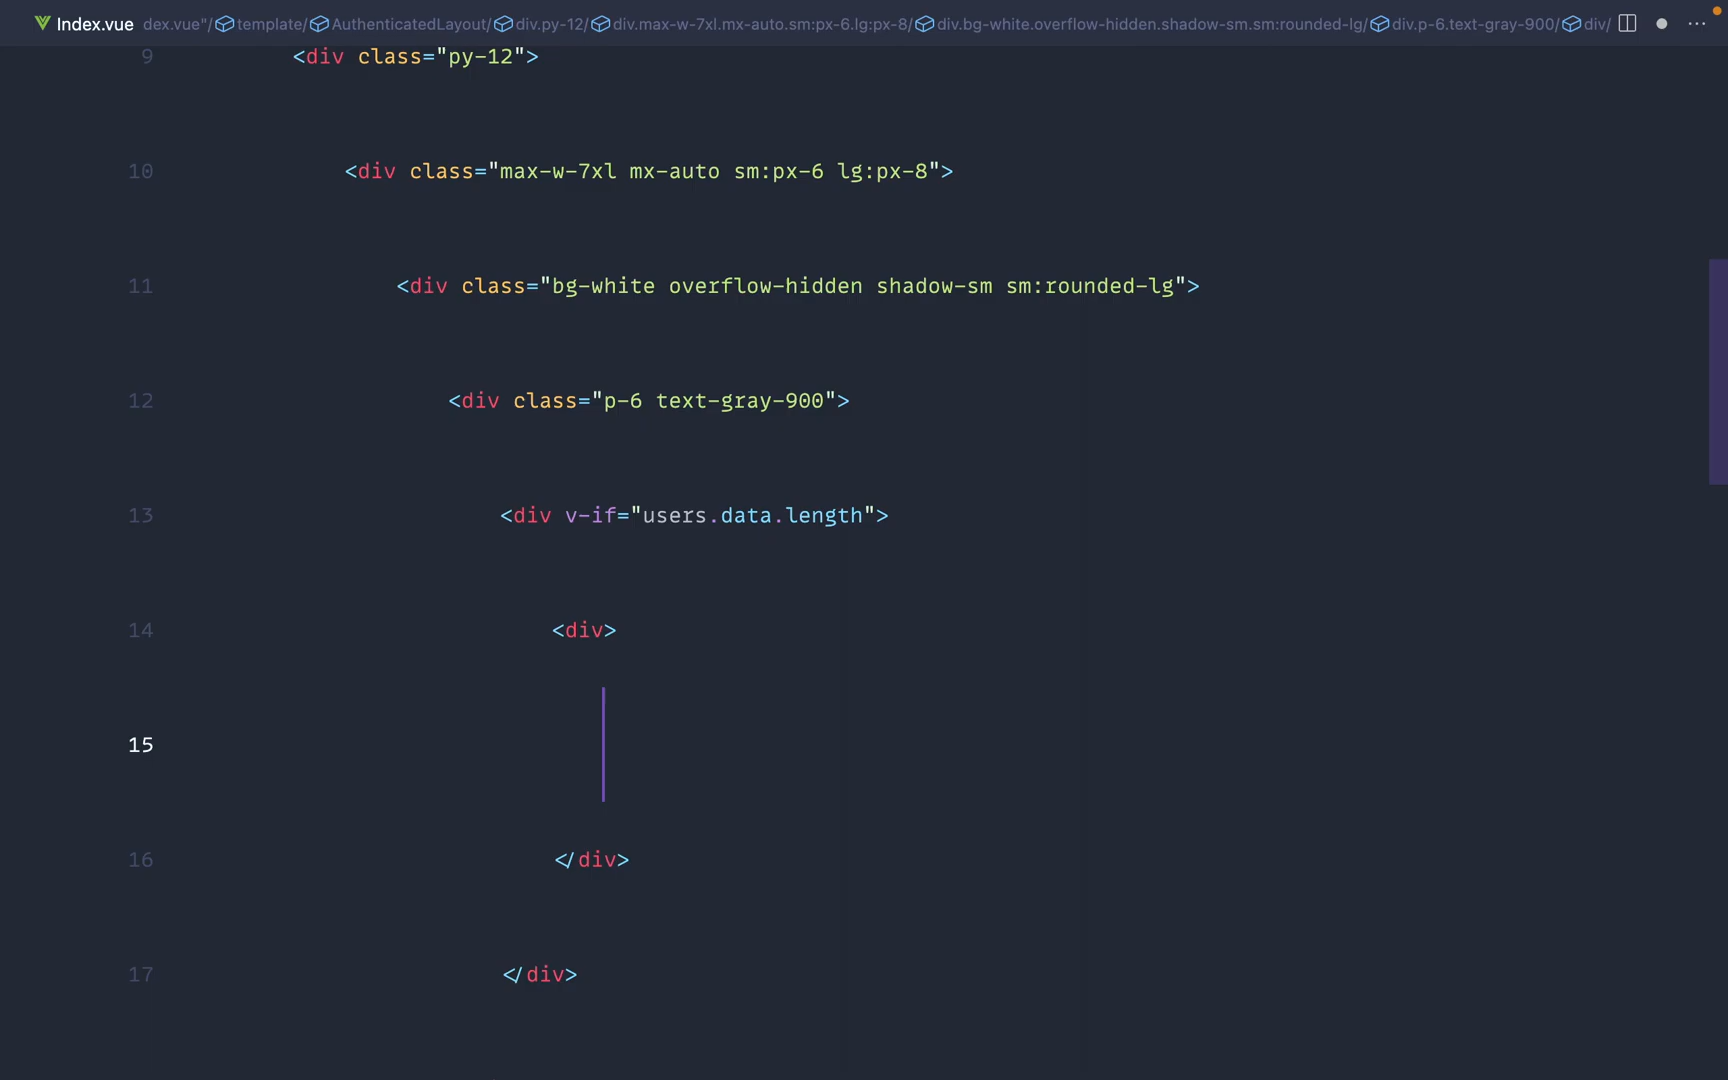 Index.vue dex.vue"/ template/ AuthenticatedLayout/ div.py-12/ div.max-w-7xl.mx-auto.sm:px-6.lg:px-8/ div.bg-white.overflow-hidden.shadow-sm.sm:rounded-lg/ div.p-6.text-gray-900/ div/ ...
9 <div class="py-12">
10 <div class="max-w-7xl mx-auto sm:px-6 lg:px-8">
11 <div class="bg-white overflow-hidden shadow-sm sm:rounded-lg">
12 <div class="p-6 text-gray-900">
13 <div v-if="users.data.length">
14 <div>
15
16 </div>
17 </div>